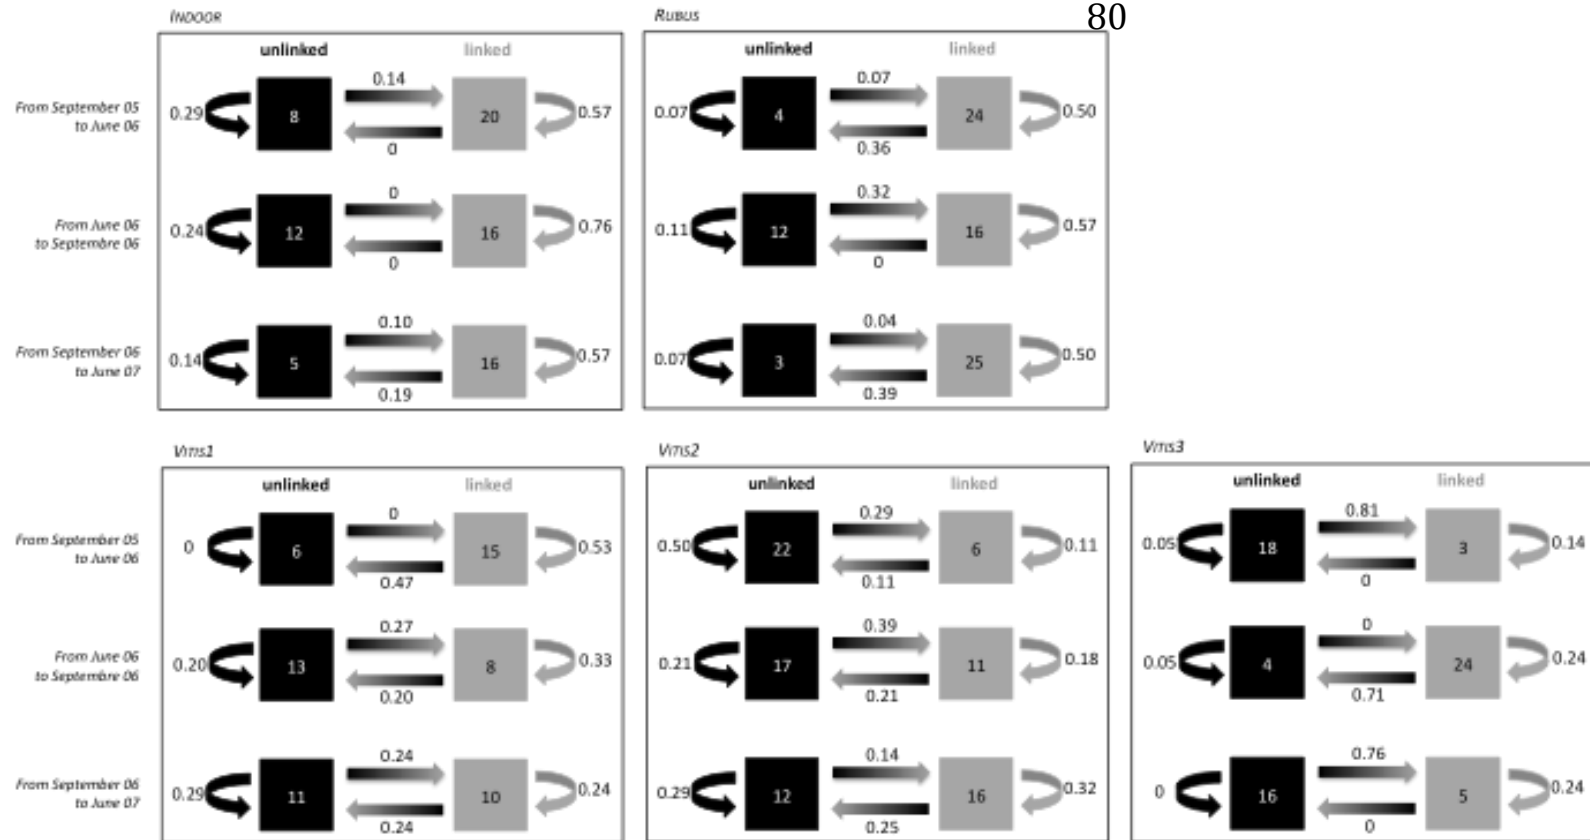 80
INDOOR
unlinked linked
From September 05
to June 06
0.29 8 0.14 0 20 0.57
From June 06
to Septembre 06
0.24 12 0 0 16 0.76
From September 06
to June 07
0.14 5 0.10 0.19 16 0.57
RUBUS
unlinked linked
0.07 4 0.07 0.36 24 0.50
0.11 12 0.32 0 16 0.57
0.07 3 0.04 0.39 25 0.50
Vitis1
unlinked linked
From September 05
to June 06
0 6 0 0.47 15 0.53
From June 06
to Septembre 06
0.20 13 0.27 0.20 8 0.33
From September 06
to June 07
0.29 11 0.24 0.24 10 0.24
Vitis2
unlinked linked
0.50 22 0.29 0.11 6 0.11
0.21 17 0.39 0.21 11 0.18
0.29 12 0.14 0.25 16 0.32
Vitis3
unlinked linked
0.05 18 0.81 0 3 0.14
0.05 4 0 0.71 24 0.24
0 16 0.76 0 5 0.24